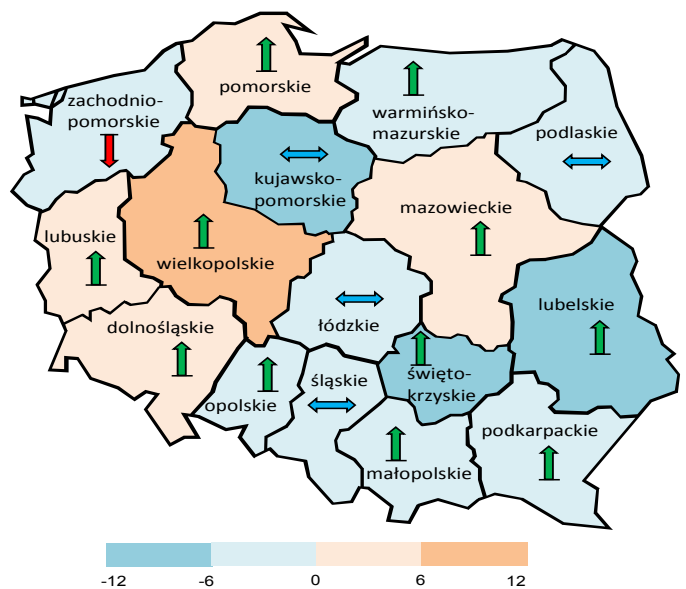 pomorskie
zachodnio-
pomorskie
warmińsko-
mazurskie
podlaskie
kujawsko-
pomorskie
mazowieckie
lubuskie
wielkopolskie
lubelskie
dolnośląskie
łódzkie
opolskie
śląskie
święto-
krzyskie
podkarpackie
małopolskie
-12 -6 0 6 12